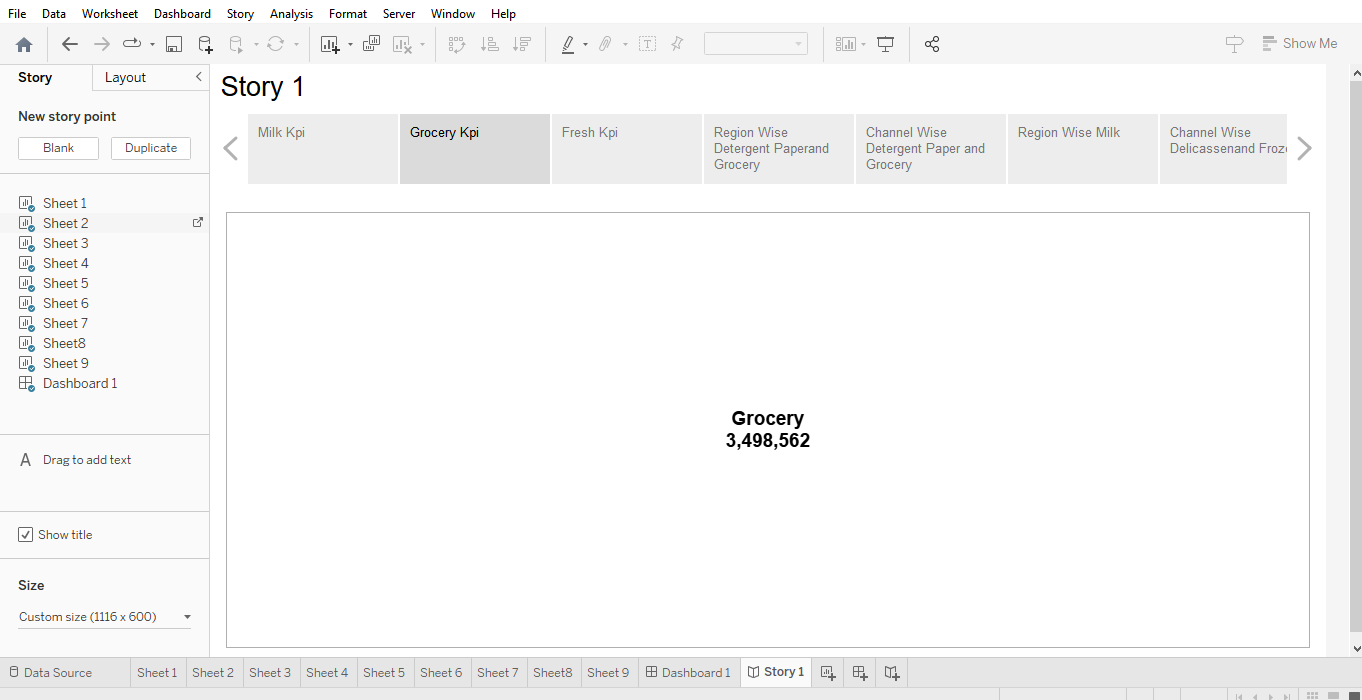 File Data Worksheet Dashboard Story Analysis Format Server Window Help
Show Me
Story Layout
New story point
Blank Duplicate
Sheet 1
Sheet 2
Sheet 3
Sheet 4
Sheet 5
Sheet 6
Sheet 7
Sheet8
Sheet 9
Dashboard 1
A Drag to add text
Show title
Size
Custom size (1116 x 600)
Story 1
Milk Kpi
Grocery Kpi
Fresh Kpi
Region Wise
Detergent Paperand
Grocery
Channel Wise
Detergent Paper and
Grocery
Region Wise Milk
Channel Wise
Delicassenand Froz
Grocery
3,498,562
Data Source Sheet 1 Sheet 2 Sheet 3 Sheet 4 Sheet 5 Sheet 6 Sheet 7 Sheet8 Sheet 9 Dashboard 1 Story 1